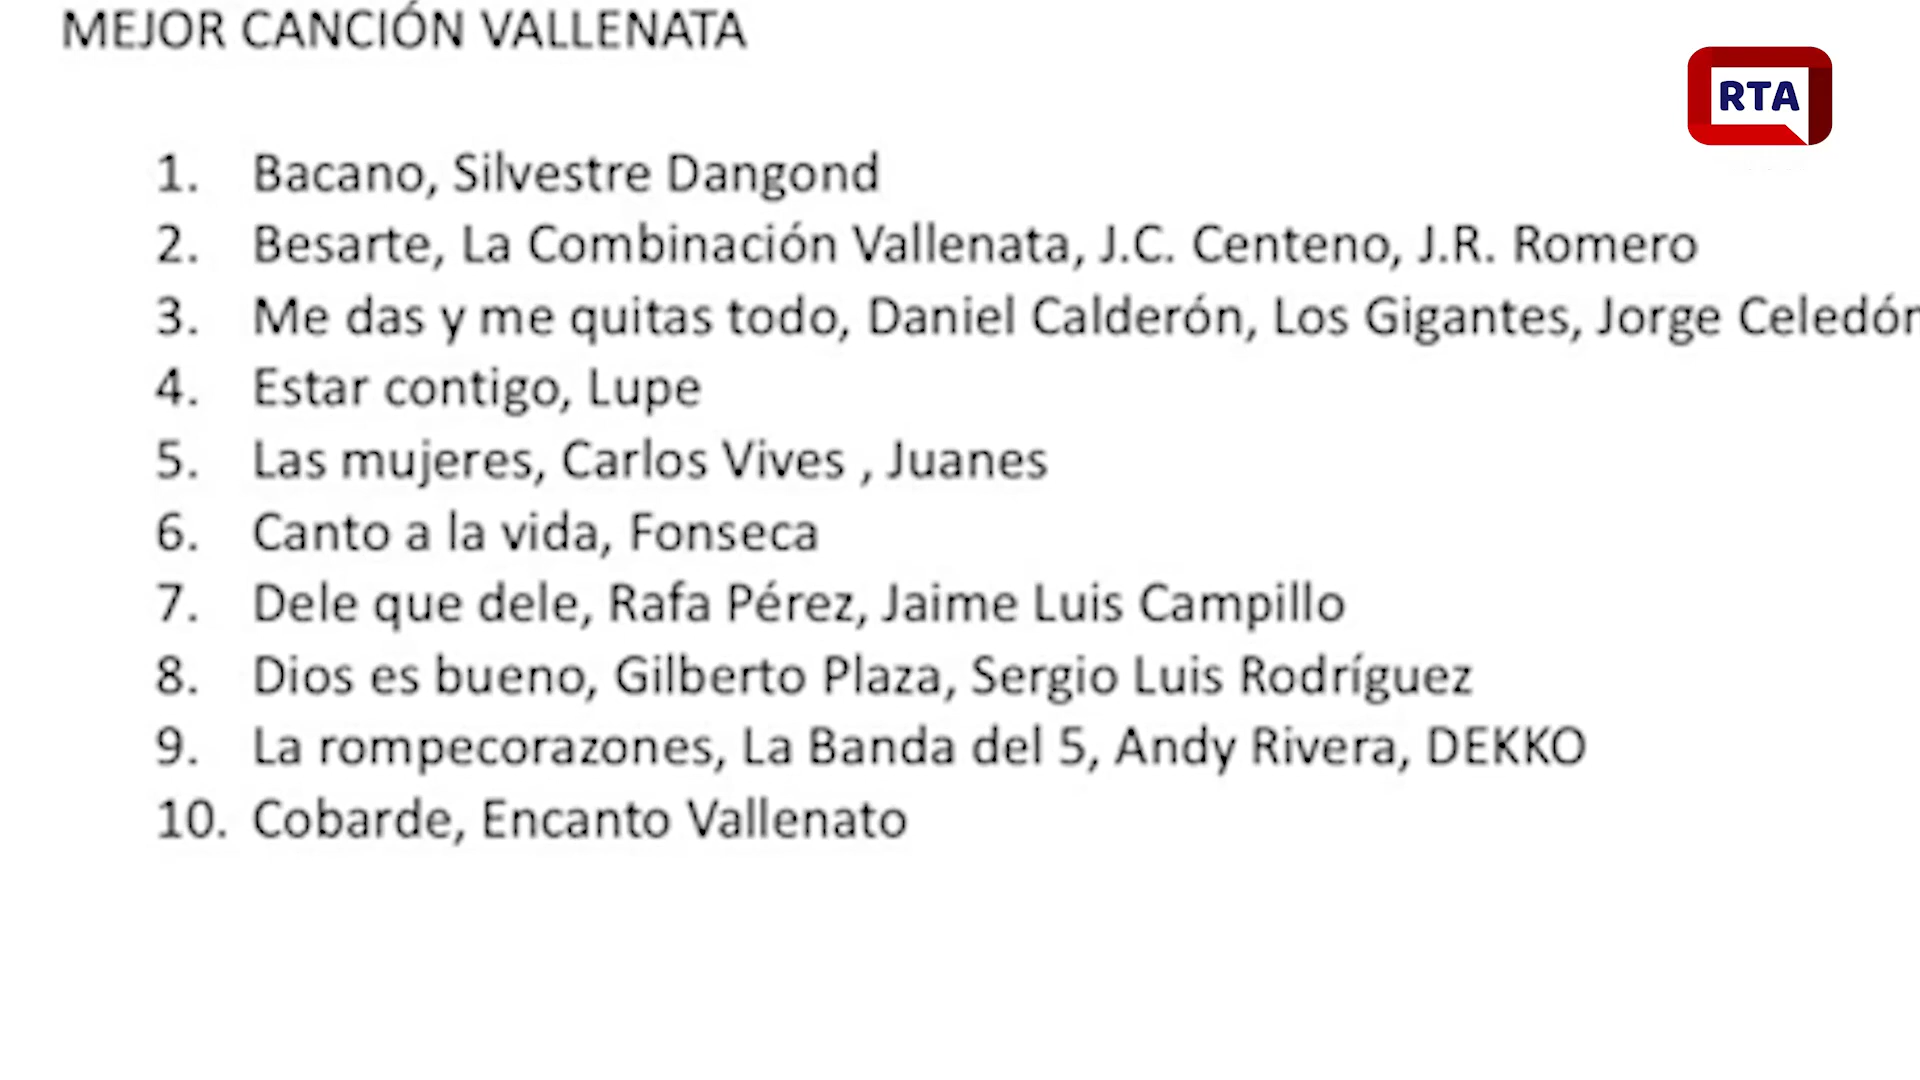 MEJOR CANCIÓN VALLENATA
RTA
1. Bacano, Silvestre Dangond
2. Besarte, La Combinación Vallenata, J.C. Centeno, J.R. Romero
3. Me das y me quitas todo, Daniel Calderón, Los Gigantes, Jorge Celedón
4. Estar contigo, Lupe
5. Las mujeres, Carlos Vives , Juanes
6. Canto a la vida, Fonseca
7. Dele que dele, Rafa Pérez, Jaime Luis Campillo
8. Dios es bueno, Gilberto Plaza, Sergio Luis Rodríguez
9. La rompecorazones, La Banda del 5, Andy Rivera, DEKKO
10. Cobarde, Encanto Vallenato